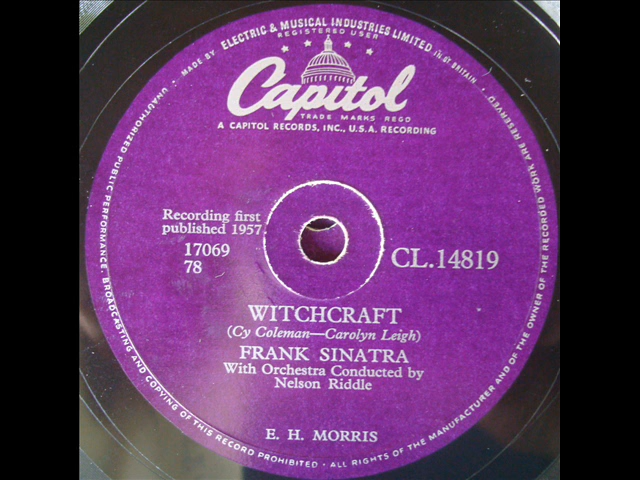 MADE BY ELECTRIC & MUSICAL INDUSTRIES LIMITED IN GT BRITAIN.
REGISTERED USER
Capitol
TRADE MARKS REGD
A CAPITOL RECORDS, INC., U.S.A. RECORDING
Recording first
published 1957
17069
78
CL.14819
WITCHCRAFT
(Cy Coleman—Carolyn Leigh)
FRANK SINATRA
With Orchestra Conducted by
Nelson Riddle
E. H. MORRIS
UNAUTHORIZED PUBLIC PERFORMANCE, BROADCASTING AND COPYING OF THIS RECORD PROHIBITED · ALL RIGHTS OF THE MANUFACTURER AND OF THE OWNER OF THE RECORDED WORK ARE RESERVED ·